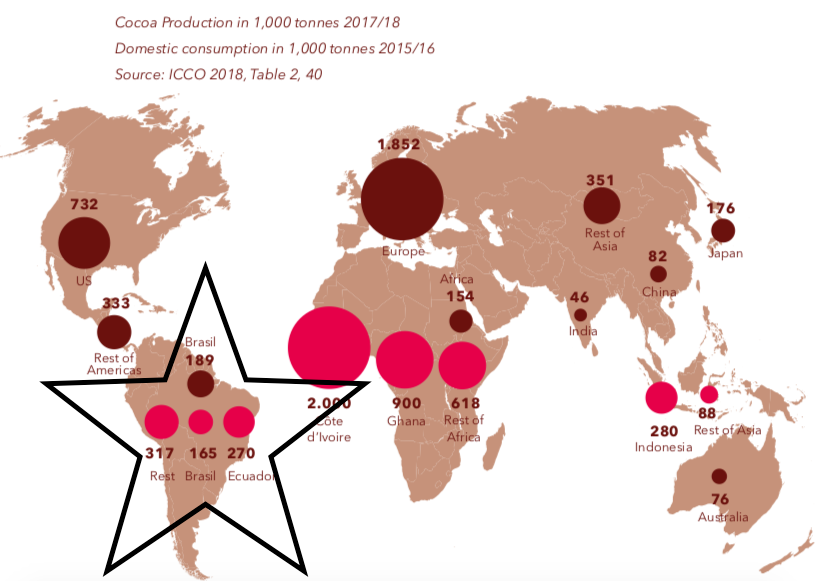 Cocoa Production in 1,000 tonnes 2017/18
Domestic consumption in 1,000 tonnes 2015/16
Source: ICCO 2018, Table 2, 40
1.852
Europe
732
US
351
Rest of
Asia
176
Japan
82
China
46
India
Africa
154
333
Rest of
Americas
Brasil
189
2.000
Côte
d'Ivoire
900
Ghana
618
Rest of
Africa
317
Rest
165
Brasil
270
Ecuador
280
Indonesia
88
Rest of Asia
76
Australia